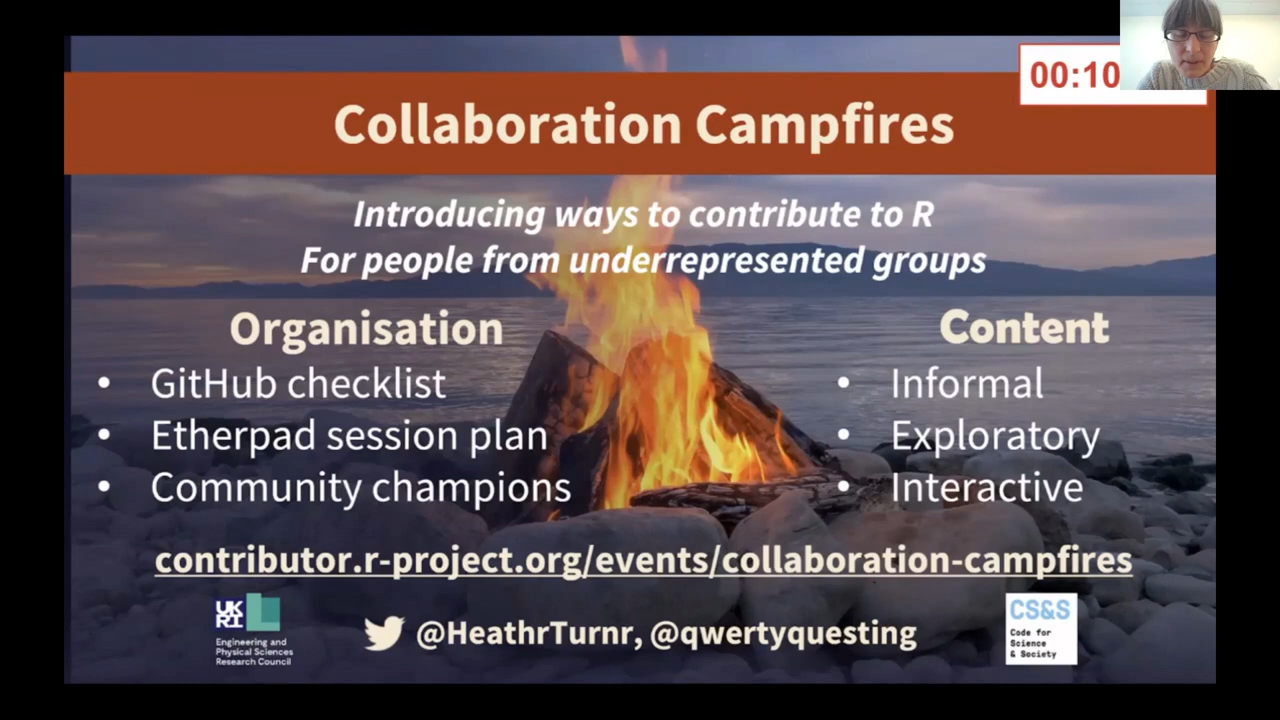 00:10
Collaboration Campfires
Introducing ways to contribute to R
For people from underrepresented groups
Organisation
• GitHub checklist
• Etherpad session plan
• Community champions
Content
• Informal
• Exploratory
• Interactive
contributor.r-project.org/events/collaboration-campfires
UK
RI
Engineering and
Physical Sciences
Research Council
@HeathrTurnr, @qwertyquesting
CS&S
Code for
Science
& Society